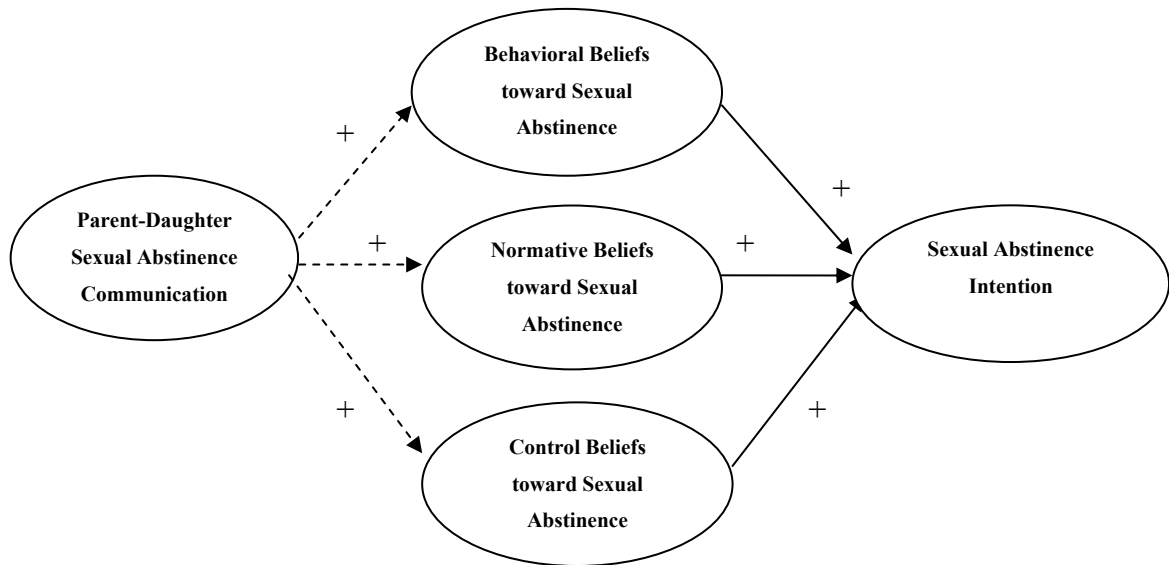 Behavioral Beliefs
toward Sexual
Abstinence
+
+
Parent-Daughter
Sexual Abstinence
Communication
+
Normative Beliefs
toward Sexual
Abstinence
+
Sexual Abstinence
Intention
+
+
Control Beliefs
toward Sexual
Abstinence